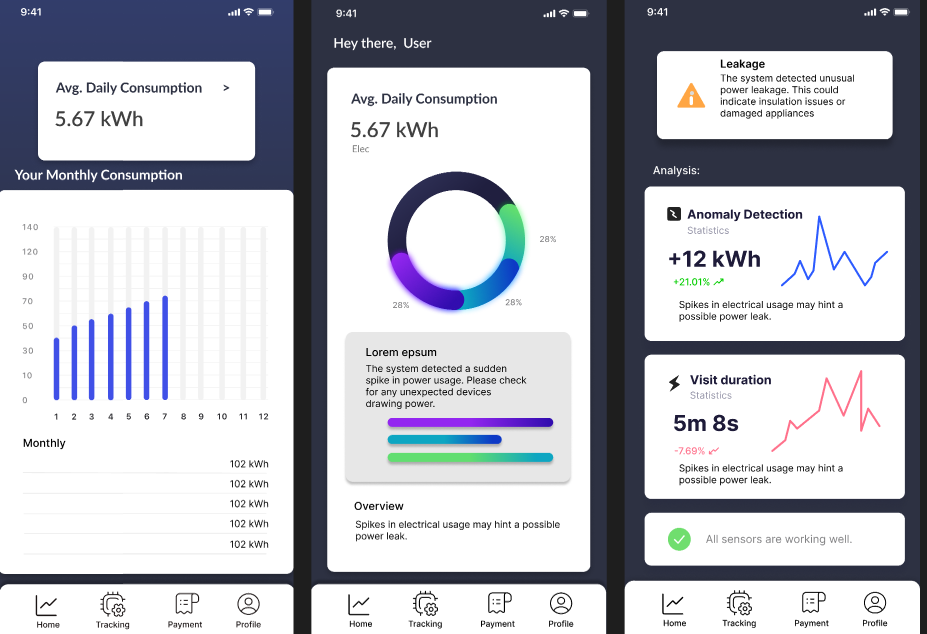 9:41
Avg. Daily Consumption >
5.67 kWh
Your Monthly Consumption
140
120
90
70
50
30
10
0
1 2 3 4 5 6 7 8 9 10 11 12
Monthly
102 kWh
102 kWh
102 kWh
102 kWh
102 kWh
Home Tracking Payment Profile
9:41
Hey there, User
Avg. Daily Consumption
5.67 kWh
Elec
28%
28%
28%
Lorem epsum
The system detected a sudden
spike in power usage. Please check
for any unexpected devices
drawing power.
Overview
Spikes in electrical usage may hint a possible
power leak.
Home Tracking Payment Profile
9:41
Leakage
The system detected unusual
power leakage. This could
indicate insulation issues or
damaged appliances
Analysis:
Anomaly Detection
Statistics
+12 kWh
+21.01%
Spikes in electrical usage may hint a
possible power leak.
Visit duration
Statistics
5m 8s
-7.69%
Spikes in electrical usage may hint a
possible power leak.
All sensors are working well.
Home Tracking Payment Profile